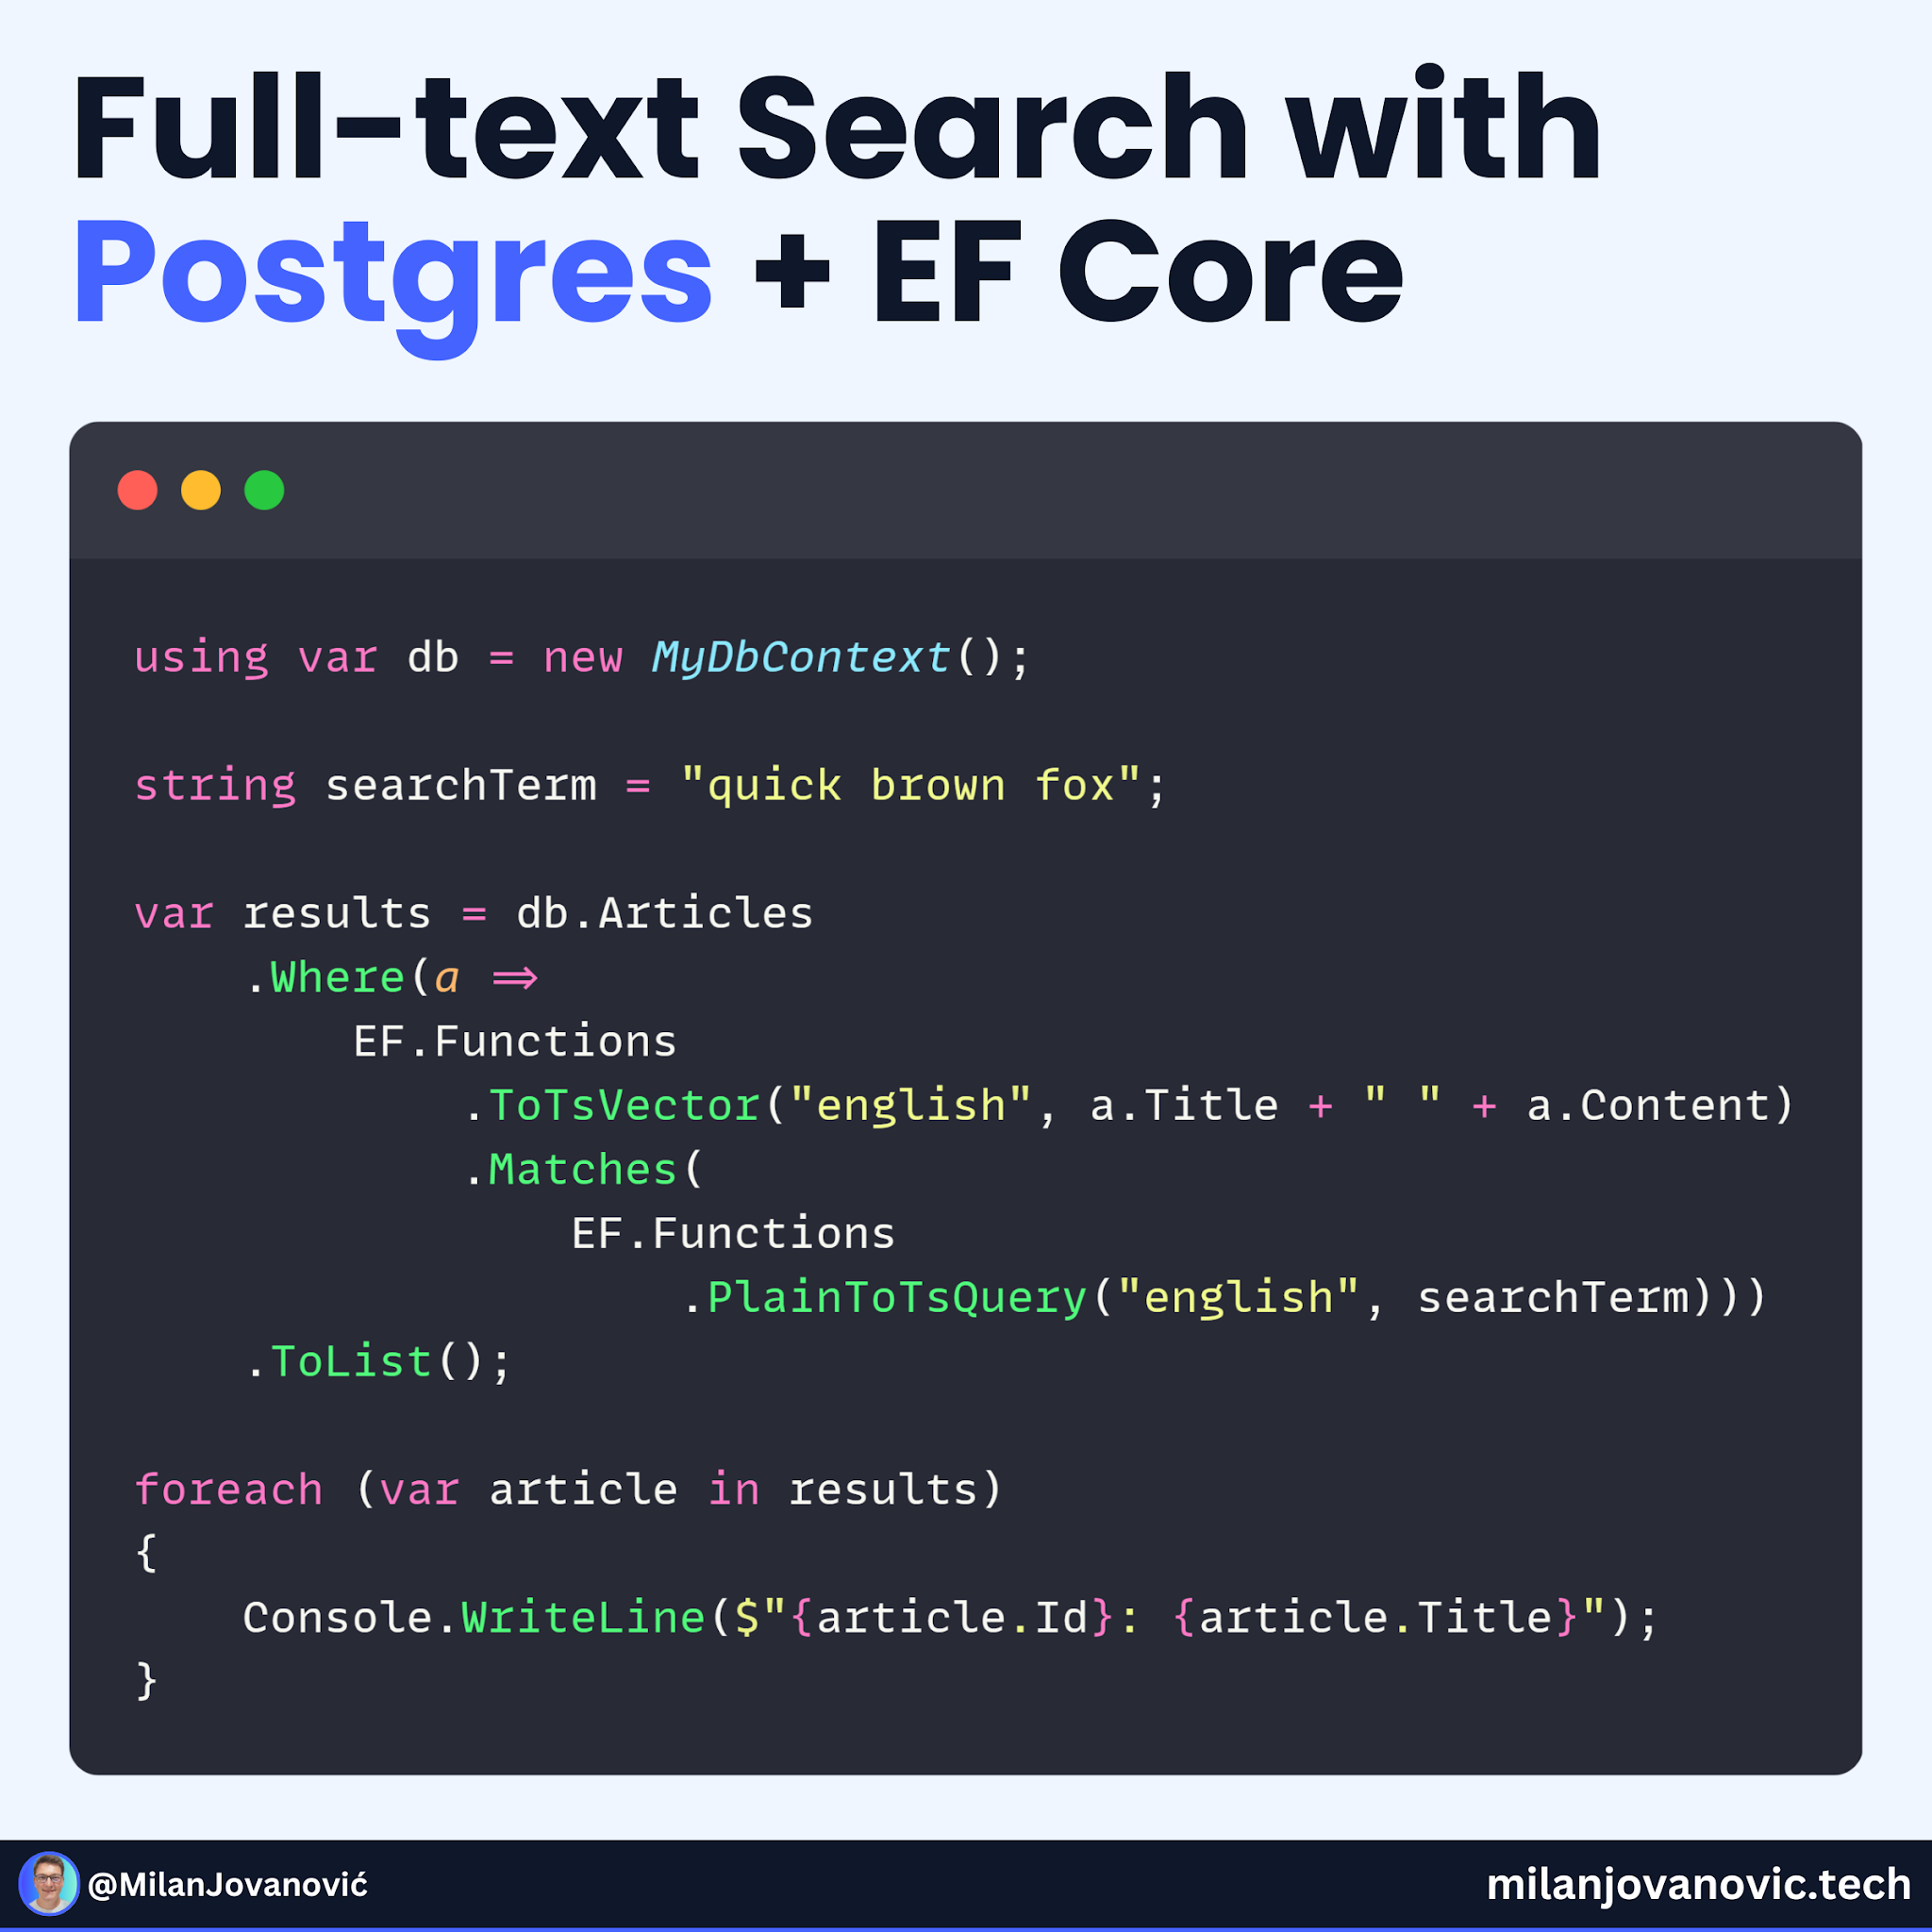 Full-text Search with
Postgres + EF Core
using var db = new MyDbContext();
string searchTerm = "quick brown fox";
var results = db.Articles
    .Where(a =>
        EF.Functions
            .ToTsVector("english", a.Title + " " + a.Content)
            .Matches(
                EF.Functions
                    .PlainToTsQuery("english", searchTerm)))
    .ToList();
foreach (var article in results)
{
    Console.WriteLine($"{article.Id}: {article.Title}");
}
@MilanJovanović
milanjovanovic.tech